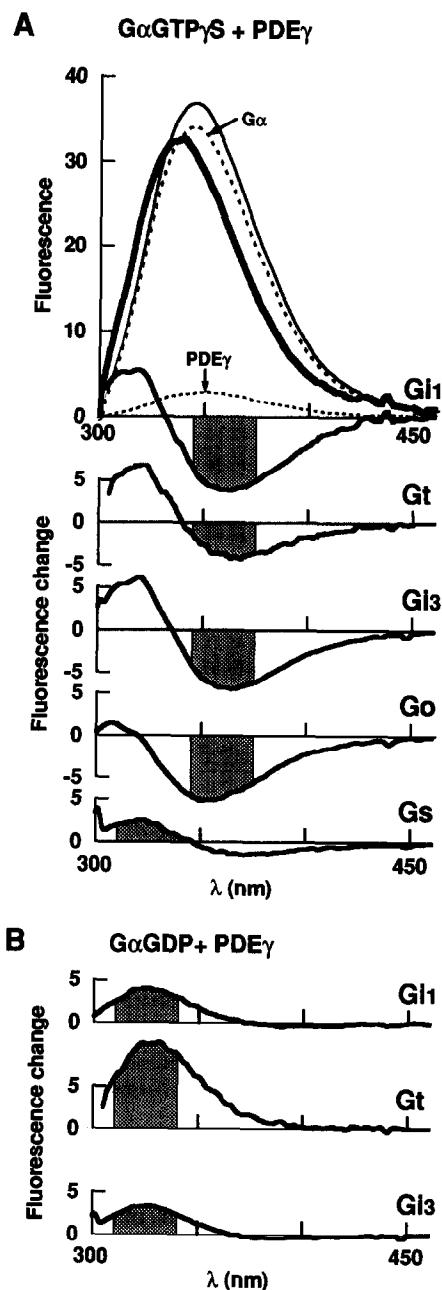 A
GαGTPγS + PDEγ
40
30
20
10
0
Fluorescence
Gα
PDEγ
Gi1
300
450
Fluorescence change
5
0
-5
Gt
5
0
-5
Gi3
5
0
-5
Go
5
0
Gs
300
450
λ (nm)
B
GαGDP+ PDEγ
Fluorescence change
5
0
Gi1
5
0
Gt
5
0
Gi3
300
450
λ (nm)